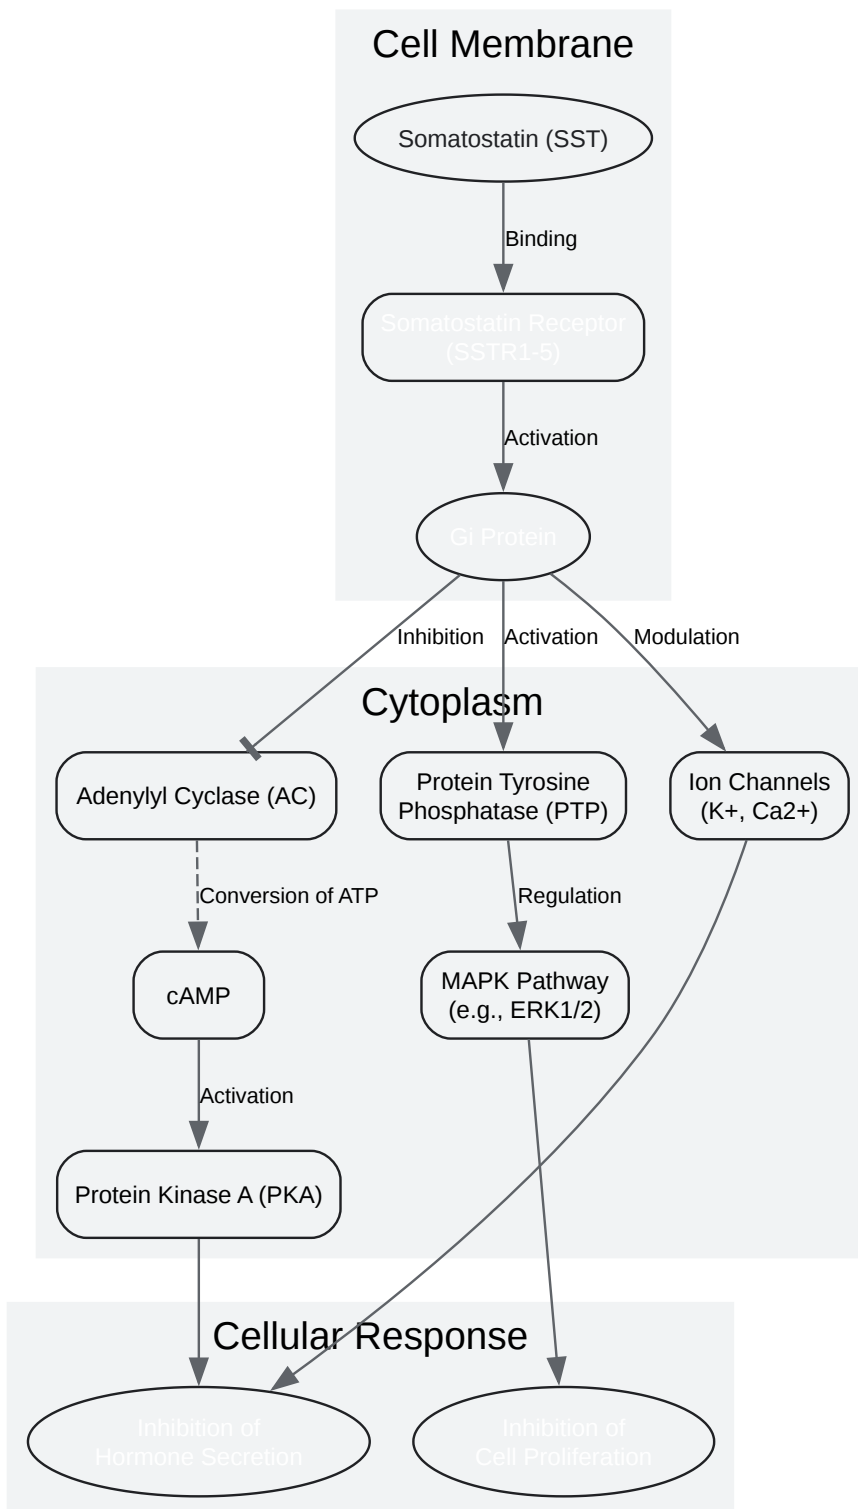 Cell Membrane
Somatostatin (SST)
Binding
Somatostatin Receptor
(SSTR1-5)
Activation
Gi Protein
Inhibition
Activation
Modulation
Cytoplasm
Adenylyl Cyclase (AC)
Protein Tyrosine
Phosphatase (PTP)
Ion Channels
(K+, Ca2+)
Conversion of ATP
Regulation
cAMP
MAPK Pathway
(e.g., ERK1/2)
Activation
Protein Kinase A (PKA)
Cellular Response
Inhibition of
Hormone Secretion
Inhibition of
Cell Proliferation